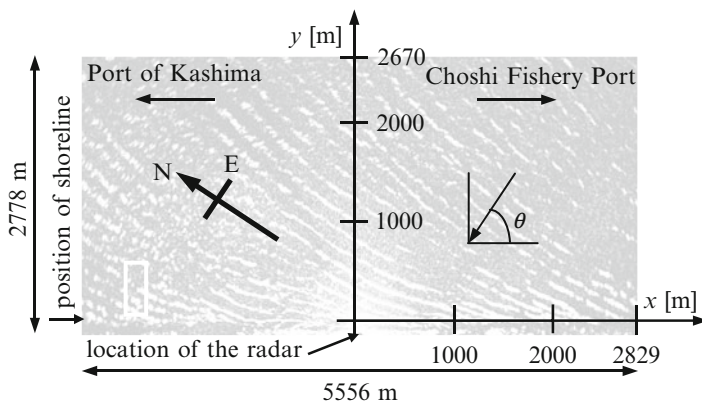 y [m]
2670
Port of Kashima
Choshi Fishery Port
2000
N
E
1000
θ
2778 m
position of shoreline
x [m]
location of the radar
1000
2000
2829
5556 m